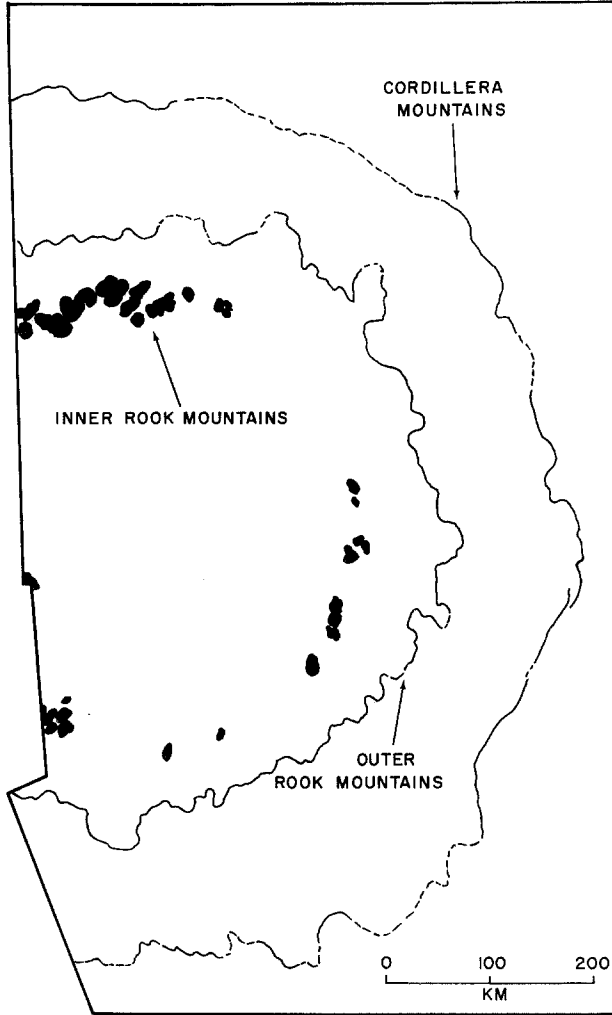 CORDILLERA
MOUNTAINS
INNER ROOK MOUNTAINS
OUTER
ROOK MOUNTAINS
0 100 200
KM